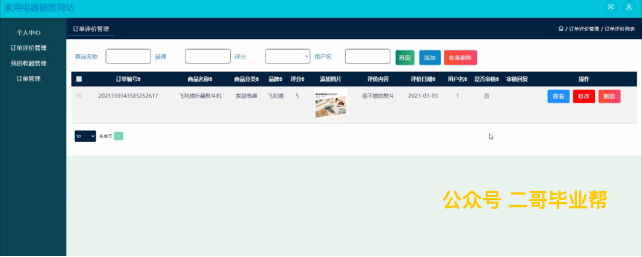 家用电器销售网站
个人中心
订单评价管理
我的收藏管理
订单管理
订单评价管理
/ 订单评价管理 / 订单评价列表
商品名称 品牌 评分 用户名 查询 添加 批量删除
订单编号 商品名称 商品分类 品牌 评分 添加图片 评价内容 评价日期 用户名 是否审核 审核回复 操作
2021339343585252617 飞利浦折叠熨斗机 家用电器 飞利浦 5 很不错的熨斗 2021-03-03 1 否 查看 修改 删除
10 条每页 1
公众号 二哥毕业帮